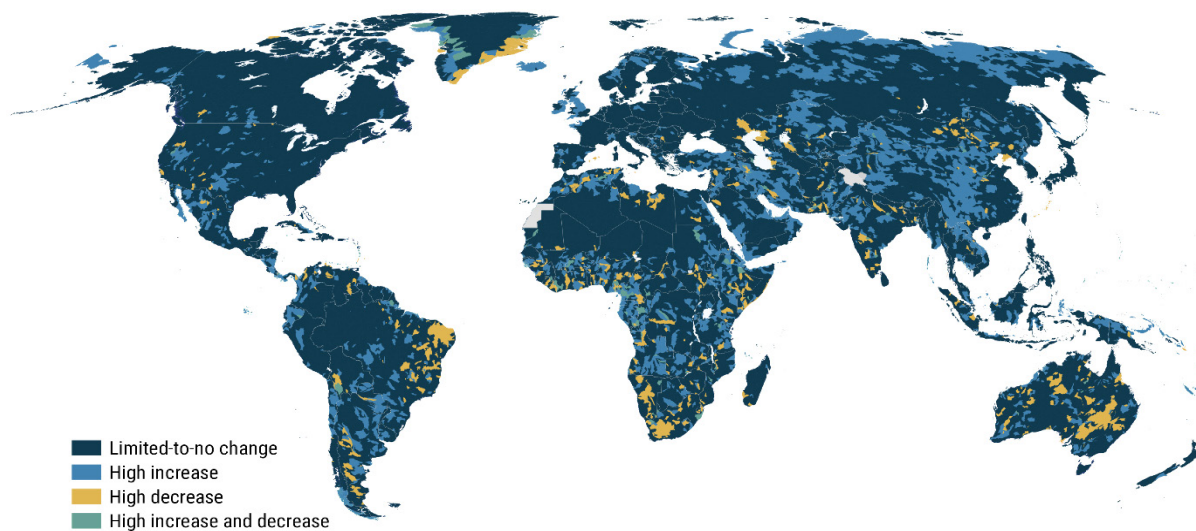 Limited-to-no change
High increase
High decrease
High increase and decrease